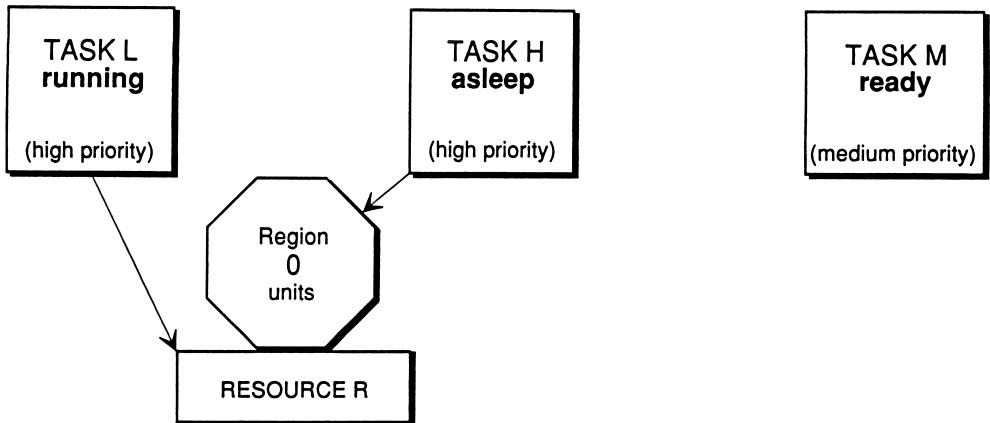 TASK L
running
(high priority)
TASK H
asleep
(high priority)
TASK M
ready
(medium priority)
Region
0
units
RESOURCE R